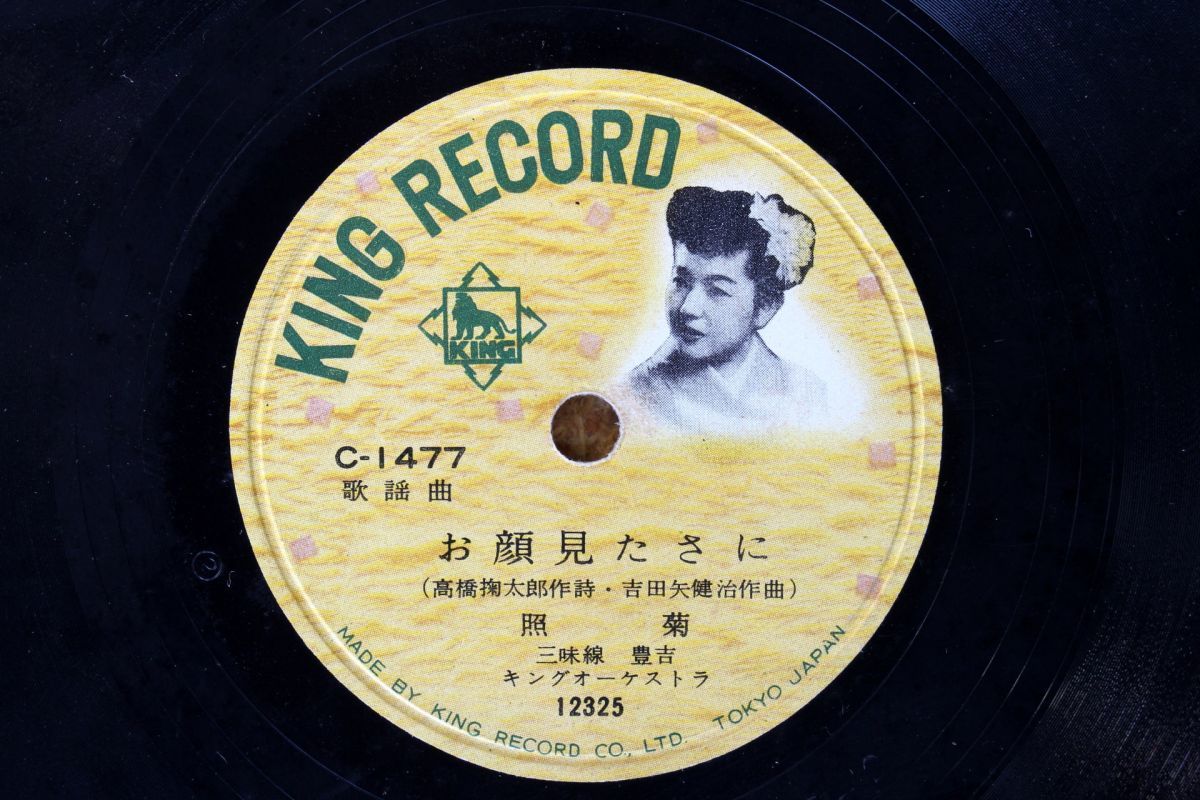 KING RECORD
KING
C-1477
歌謡曲
お顔見たさに
(高橋掬太郎作詩・吉田矢健治作曲)
照菊
三味線 豊吉
キングオーケストラ
12325
MADE BY KING RECORD CO., LTD. TOKYO JAPAN